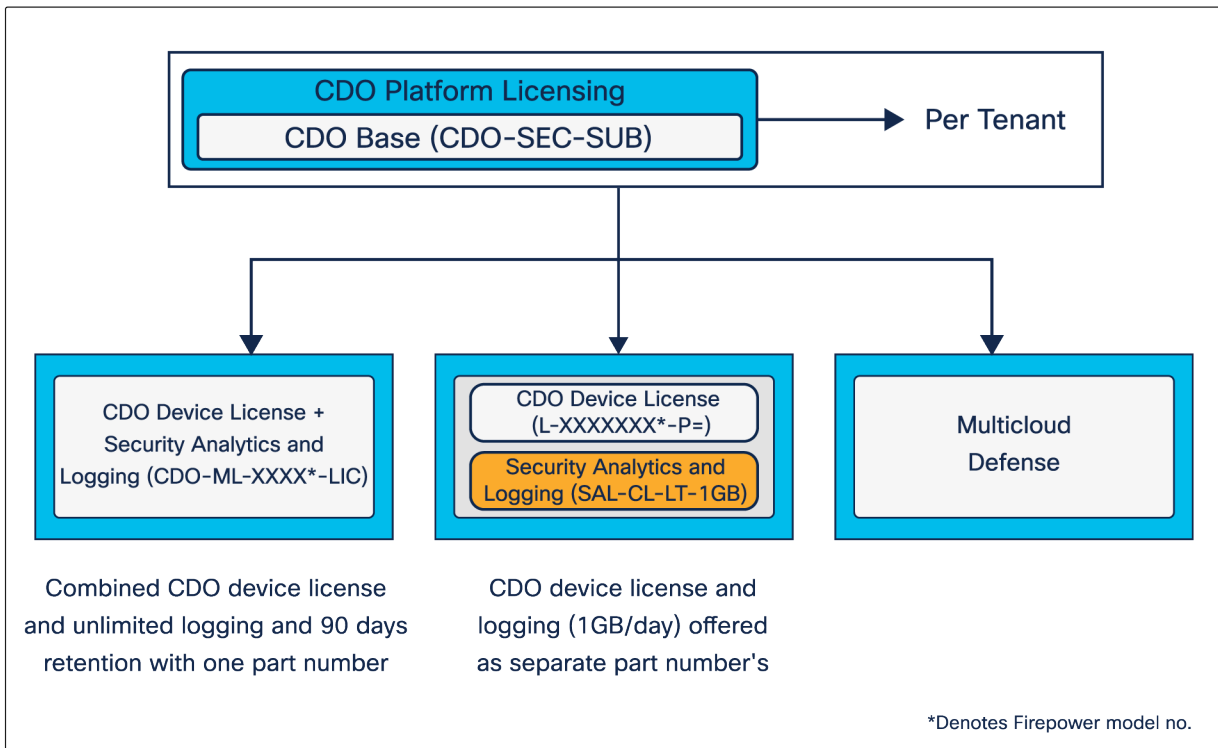 CDO Platform Licensing
CDO Base (CDO-SEC-SUB)
Per Tenant
CDO Device License +
Security Analytics and
Logging (CDO-ML-XXXX*-LIC)
CDO Device License
(L-XXXXXXX*-P=)
Security Analytics and
Logging (SAL-CL-LT-1GB)
Multicloud
Defense
Combined CDO device license
and unlimited logging and 90 days
retention with one part number
CDO device license and
logging (1GB/day) offered
as separate part number's
*Denotes Firepower model no.